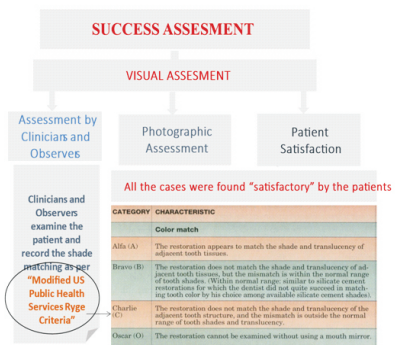 SUCCESS ASSESMENT
VISUAL ASSESMENT
Assessment by
Clinicians and
Observers
Photographic
Assessment
Patient
Satisfaction
All the cases were found “satisfactory” by the patients
Clinicians and
Observers
examine the
patient and
record the shade
matching as per
“Modified US
Public Health
Services Ryge
Criteria”
CATEGORY CHARACTERISTIC
Color match
Alfa (A) The restoration appears to match the shade and translucency of
adjacent tooth tissues.
Bravo (B) The restoration does not match the shade and translucency of ad-
jacent tooth tissues, but the mismatch is within the normal range
of tooth shades. (Within normal range: similar to silicate cement
restorations for which the dentist did not quite succeed in match-
ing tooth color by his choice among available silicate cement shades).
Charlie The restoration does not match the shade and translucency of the
(C) adjacent tooth structure, and the mismatch is outside the normal
range of tooth shades and translucency.
Oscar (O) The restoration cannot be examined without using a mouth mirror.